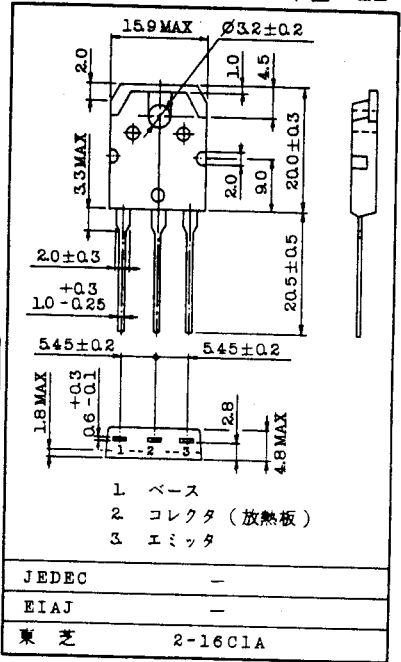 15.9 MAX
Ø3.2±0.2
2.0
1.0
4.5
3.3 MAX
20.0±0.3
2.0
9.0
2.0±0.3
+0.3
1.0-0.25
20.5±0.5
5.45±0.2
5.45±0.2
1.8 MAX
+0.3
0.6-0.1
2.8
4.8 MAX
1 2 3
1. ベース
2. コレクタ (放熱板)
3. エミッタ
JEDEC —
EIAJ —
東芝 2-16C1A